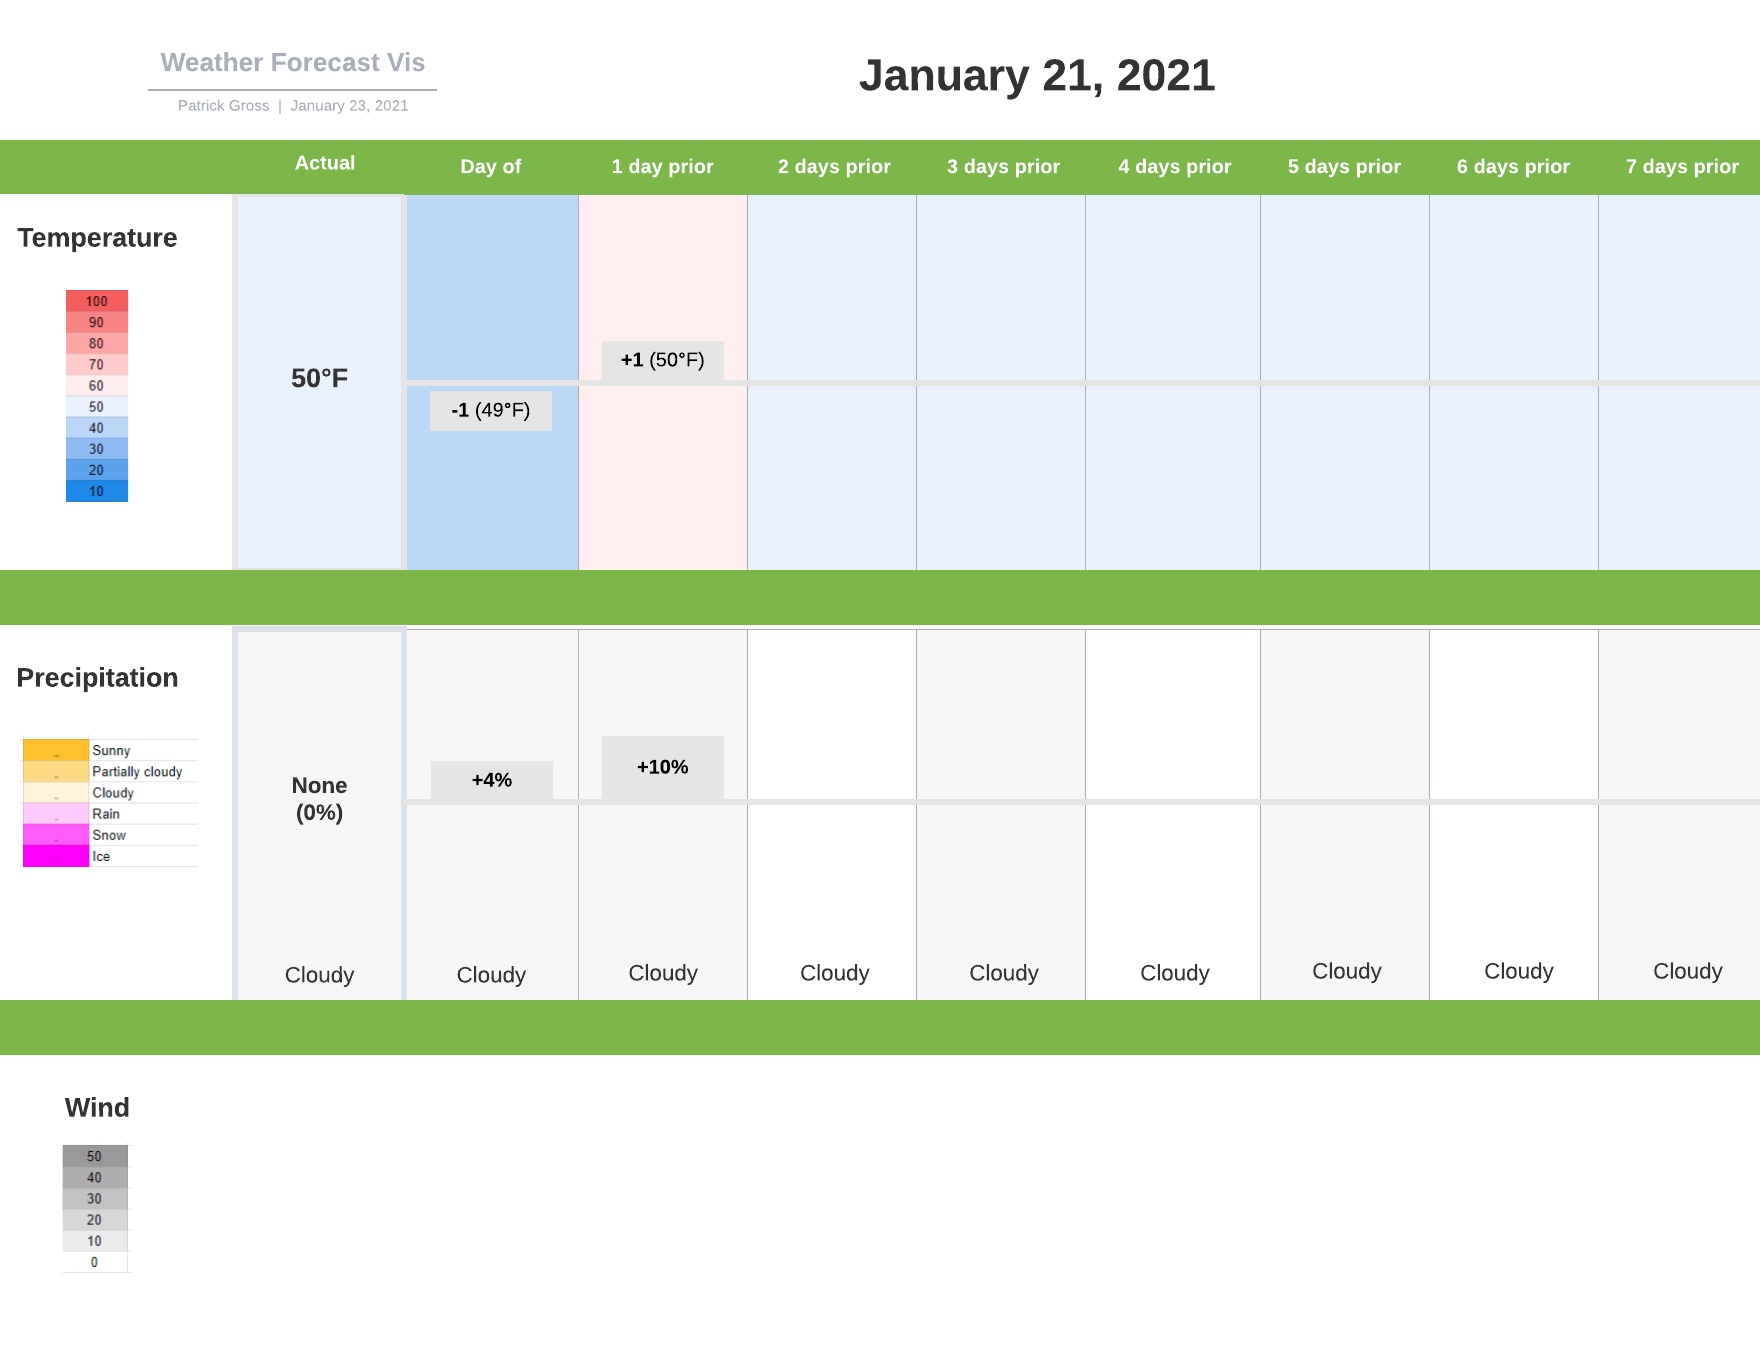 Weather Forecast Vis
Patrick Gross | January 23, 2021
January 21, 2021
Actual Day of 1 day prior 2 days prior 3 days prior 4 days prior 5 days prior 6 days prior 7 days prior
Temperature
100
90
80
70
60
50
40
30
20
10
50°F
-1 (49°F)
+1 (50°F)
Precipitation
Sunny
Partially cloudy
Cloudy
Rain
Snow
Ice
None
(0%)
+4%
+10%
Cloudy Cloudy Cloudy Cloudy Cloudy Cloudy Cloudy Cloudy Cloudy
Wind
50
40
30
20
10
0